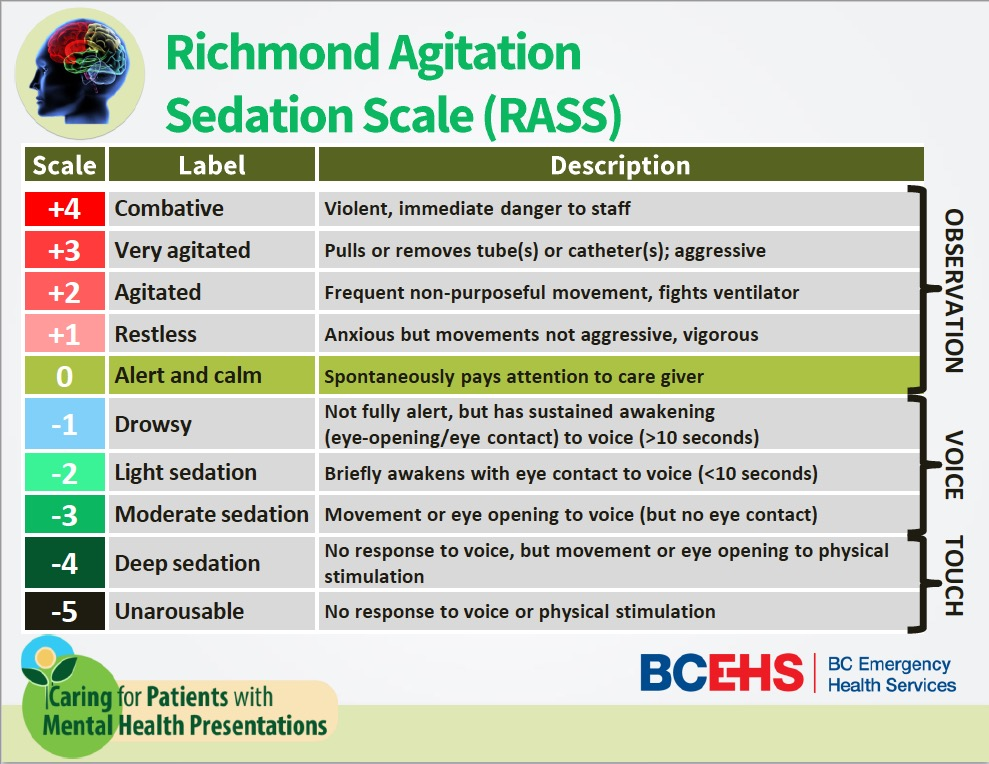 Richmond Agitation
Sedation Scale (RASS)
Scale Label Description
+4 Combative Violent, immediate danger to staff
+3 Very agitated Pulls or removes tube(s) or catheter(s); aggressive
+2 Agitated Frequent non-purposeful movement, fights ventilator
+1 Restless Anxious but movements not aggressive, vigorous
0 Alert and calm Spontaneously pays attention to care giver
OBSERVATION
-1 Drowsy Not fully alert, but has sustained awakening
(eye-opening/eye contact) to voice (>10 seconds)
-2 Light sedation Briefly awakens with eye contact to voice (<10 seconds)
-3 Moderate sedation Movement or eye opening to voice (but no eye contact)
VOICE
-4 Deep sedation No response to voice, but movement or eye opening to physical
stimulation
-5 Unarousable No response to voice or physical stimulation
TOUCH
Caring for Patients with
Mental Health Presentations
BCEHS BC Emergency
Health Services